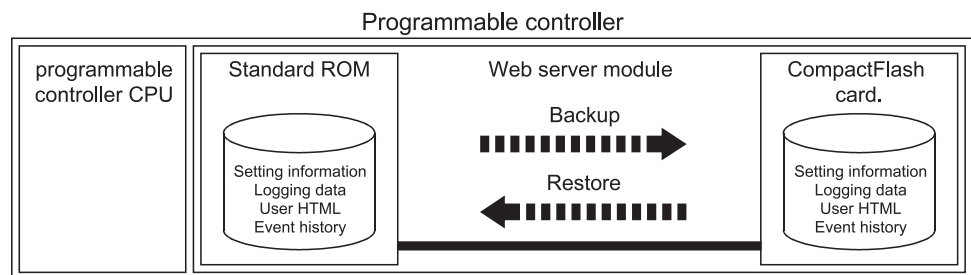 Programmable controller
programmable
controller CPU
Standard ROM
Setting information
Logging data
User HTML
Event history
Web server module
Backup
Restore
CompactFlash
card.
Setting information
Logging data
User HTML
Event history